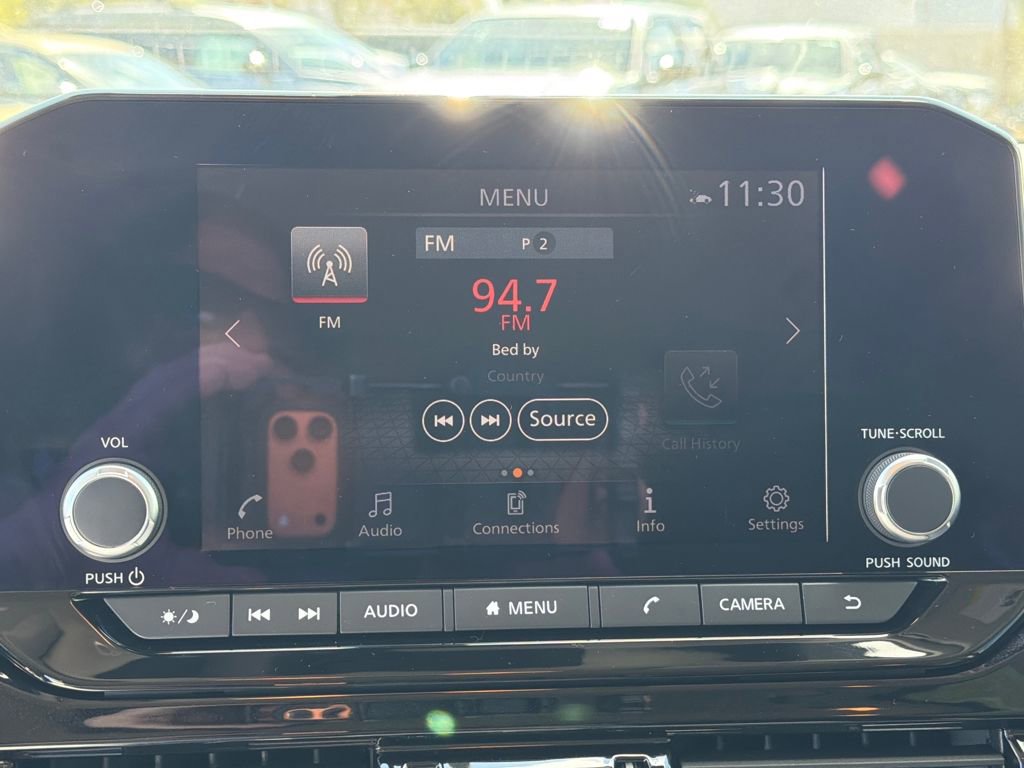 MENU
11:30
FM
P 2
94.7
FM
FM
Bed by
Country
Source
Call History
VOL
TUNE·SCROLL
Phone
Audio
Connections
Info
Settings
PUSH
PUSH SOUND
AUDIO
MENU
CAMERA